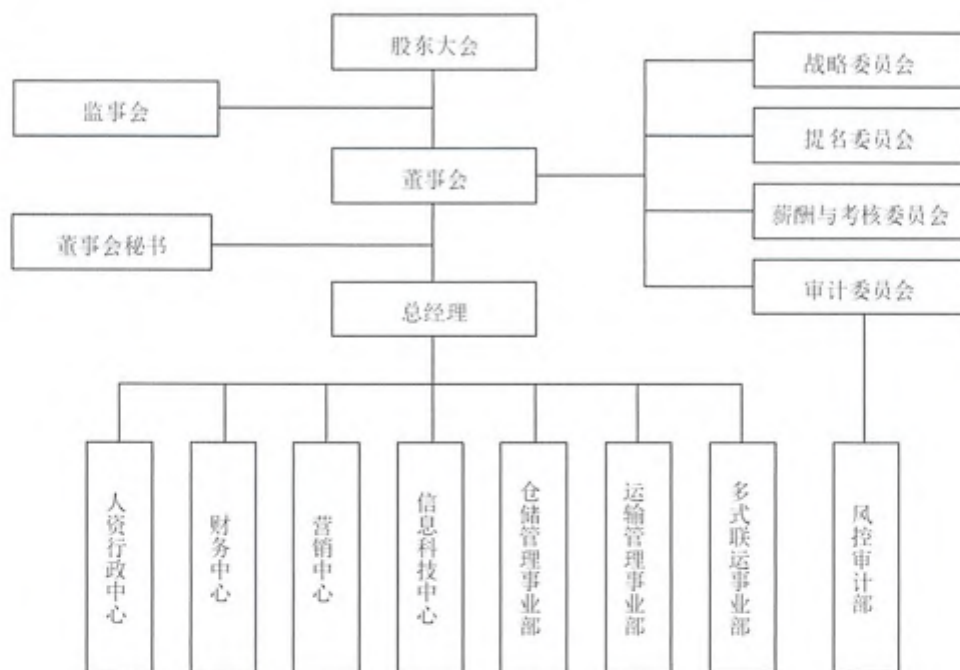 股东大会
战略委员会
监事会
提名委员会
董事会
薪酬与考核委员会
董事会秘书
审计委员会
总经理
人资行政中心
财务中心
营销中心
信息科技中心
仓储管理事业部
运输管理事业部
多式联运事业部
风控审计部